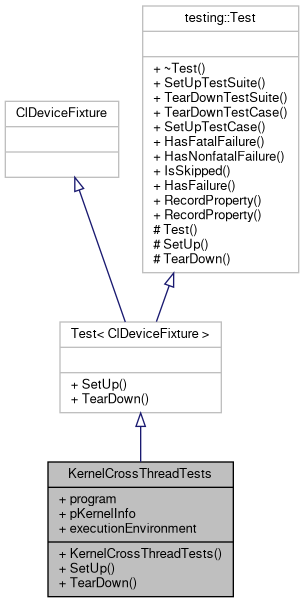 testing::Test
+ ~Test()
+ SetUpTestSuite()
+ TearDownTestSuite()
+ TearDownTestCase()
+ SetUpTestCase()
+ HasFatalFailure()
+ HasNonfatalFailure()
+ IsSkipped()
+ HasFailure()
+ RecordProperty()
+ RecordProperty()
# Test()
# SetUp()
# TearDown()
ClDeviceFixture
Test< ClDeviceFixture >
+ SetUp()
+ TearDown()
KernelCrossThreadTests
+ program
+ pKernelInfo
+ executionEnvironment
+ KernelCrossThreadTests()
+ SetUp()
+ TearDown()